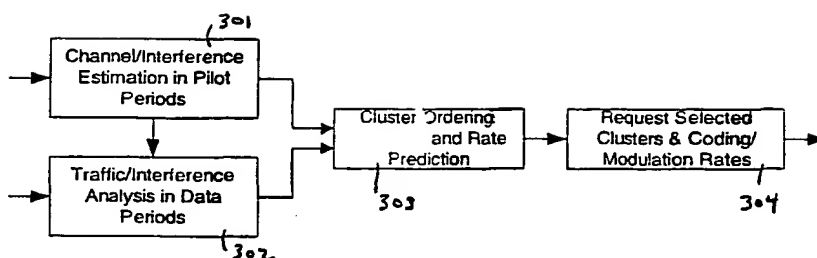 301
Channel/Interference
Estimation in Pilot
Periods
Cluster Ordering
and Rate
Prediction
Request Selected
Clusters & Coding/
Modulation Rates
Traffic/Interference
Analysis in Data
Periods
303
304
302